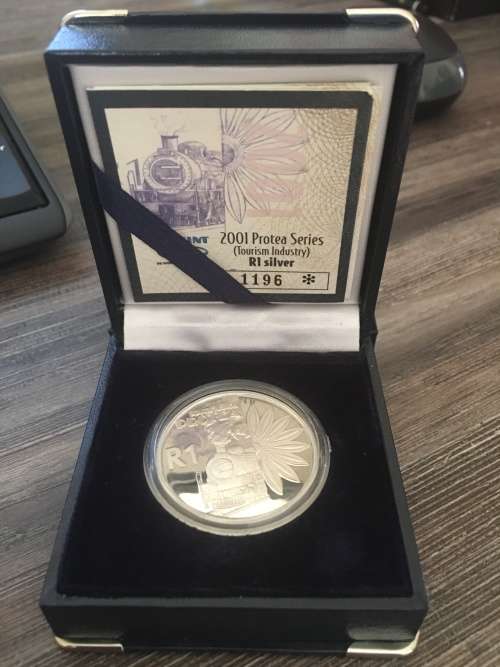 2001 Protea Series
(Tourism Industry)
R1 silver
1196 *
R1